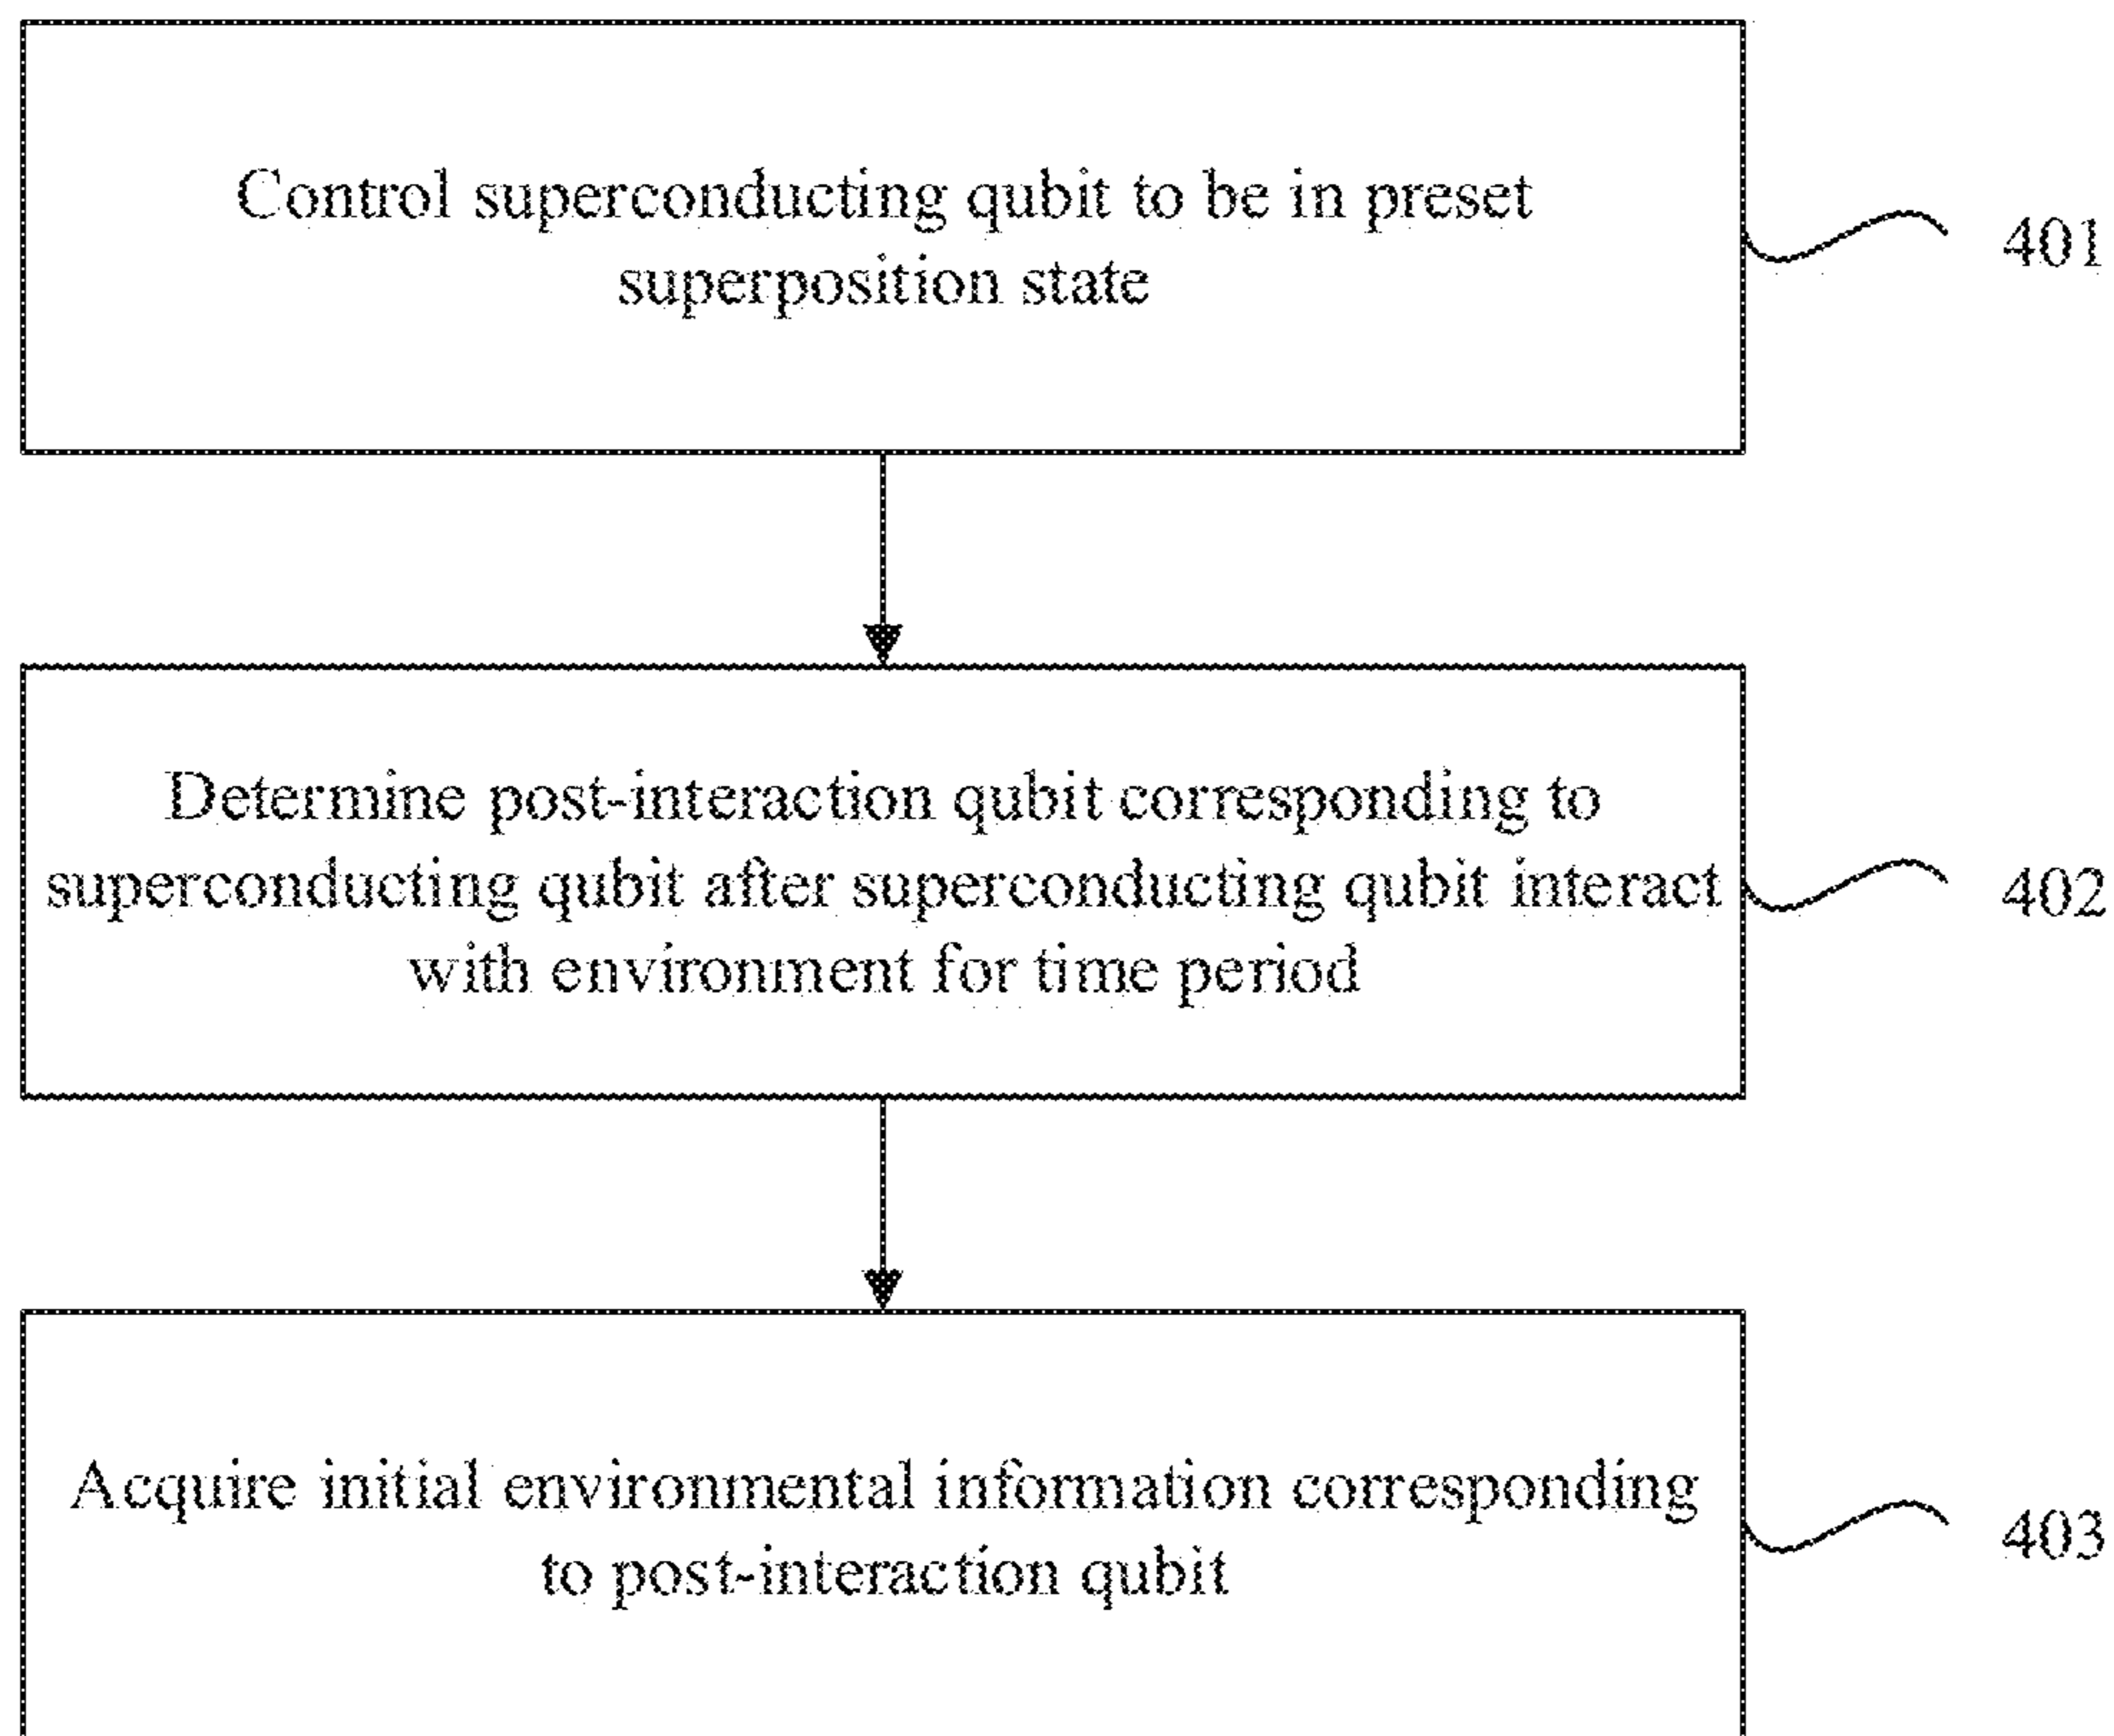 Control superconducting qubit to be in preset
superposition state
401
Determine post-interaction qubit corresponding to
superconducting qubit after superconducting qubit interact
with environment for time period
402
Acquire initial environmental information corresponding
to post-interaction qubit
403